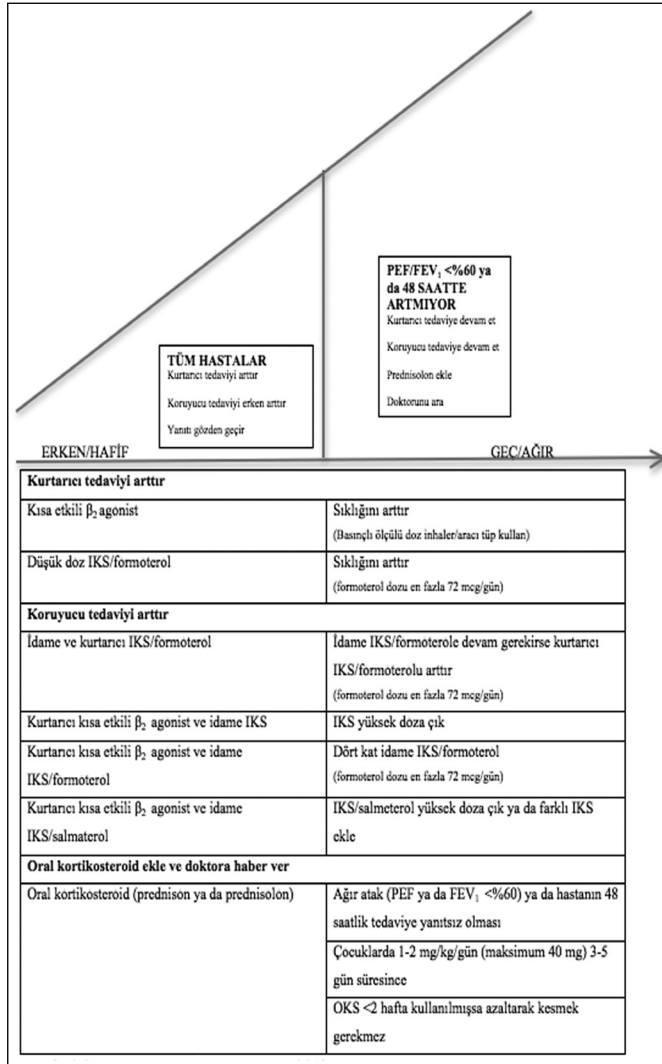 PEF/FEV₁ <%60 ya
da 48 SAATTE
ARTMIYOR
Kurtarıcı tedaviye devam et
Koruyucu tedaviye devam et
Prednisolon ekle
Doktorunu ara
TÜM HASTALAR
Kurtarıcı tedaviyi arttır
Koruyucu tedaviyi erken arttır
Yanıtı gözden geçir
ERKEN/HAFİF
GEÇ/AĞIR
Kurtarıcı tedaviyi arttır
Kısa etkili β₂ agonist
Sıklığını arttır
(Basınçlı ölçülü doz inhaler/aracı tüp kullan)
Düşük doz IKS/formoterol
Sıklığını arttır
(formoterol dozu en fazla 72 mcg/gün)
Koruyucu tedaviyi arttır
İdame ve kurtarıcı IKS/formoterol
İdame IKS/formoterole devam gerekirse kurtarıcı
IKS/formoterolu arttır
(formoterol dozu en fazla 72 mcg/gün)
Kurtarıcı kısa etkili β₂ agonist ve idame IKS
IKS yüksek doza çık
Kurtarıcı kısa etkili β₂ agonist ve idame
IKS/formoterol
Dört kat idame IKS/formoterol
(formoterol dozu en fazla 72 mcg/gün)
Kurtarıcı kısa etkili β₂ agonist ve idame
IKS/salmaterol
IKS/salmeterol yüksek doza çık ya da farklı IKS
ekle
Oral kortikosteroid ekle ve doktora haber ver
Oral kortikosteroid (prednison ya da prednisolon)
Ağır atak (PEF ya da FEV₁ <%60) ya da hastanın 48
saatlik tedaviye yanıtsız olması
Çocuklarda 1-2 mg/kg/gün (maksimum 40 mg) 3-5
gün süresince
OKS <2 hafta kullanılmışsa azaltarak kesmek
gerekmez